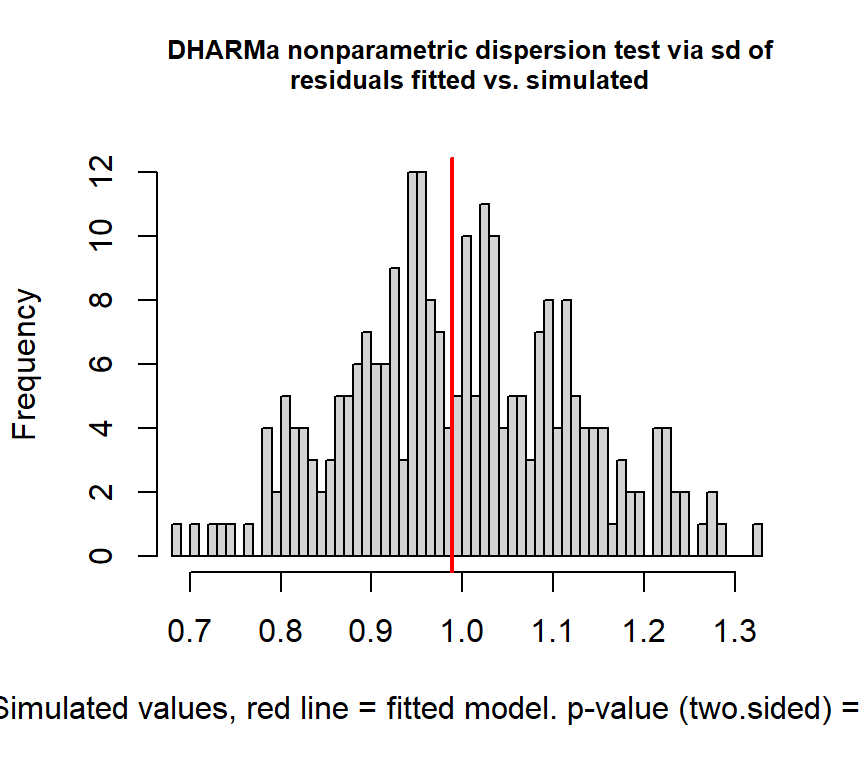 DHARMa nonparametric dispersion test via sd of
residuals fitted vs. simulated
Frequency
12
10
8
6
4
2
0
0.7 0.8 0.9 1.0 1.1 1.2 1.3
Simulated values, red line = fitted model. p-value (two.sided) =